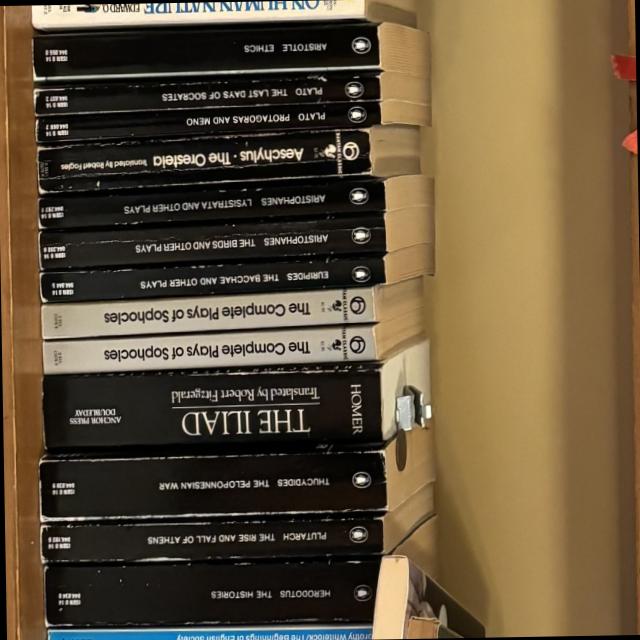 ON HUMAN NATURE EDWARD O.
ARISTOTLE ETHICS
PLATO THE LAST DAYS OF SOCRATES
PLATO PROTAGORAS AND MENO
Aeschylus · The Oresteia Translated by Robert Fagles
ARISTOPHANES LYSISTRATA AND OTHER PLAYS
ARISTOPHANES THE BIRDS AND OTHER PLAYS
EURIPIDES THE BACCHAE AND OTHER PLAYS
The Complete Plays of Sophocles
The Complete Plays of Sophocles
HOMER
THE ILIAD
Translated by Robert Fitzgerald
ANCHOR PRESS
DOUBLEDAY
THUCYDIDES THE PELOPONNESIAN WAR
PLUTARCH THE RISE AND FALL OF ATHENS
HERODOTUS THE HISTORIES
Dorothy Whitelock/The Beginnings of English Society